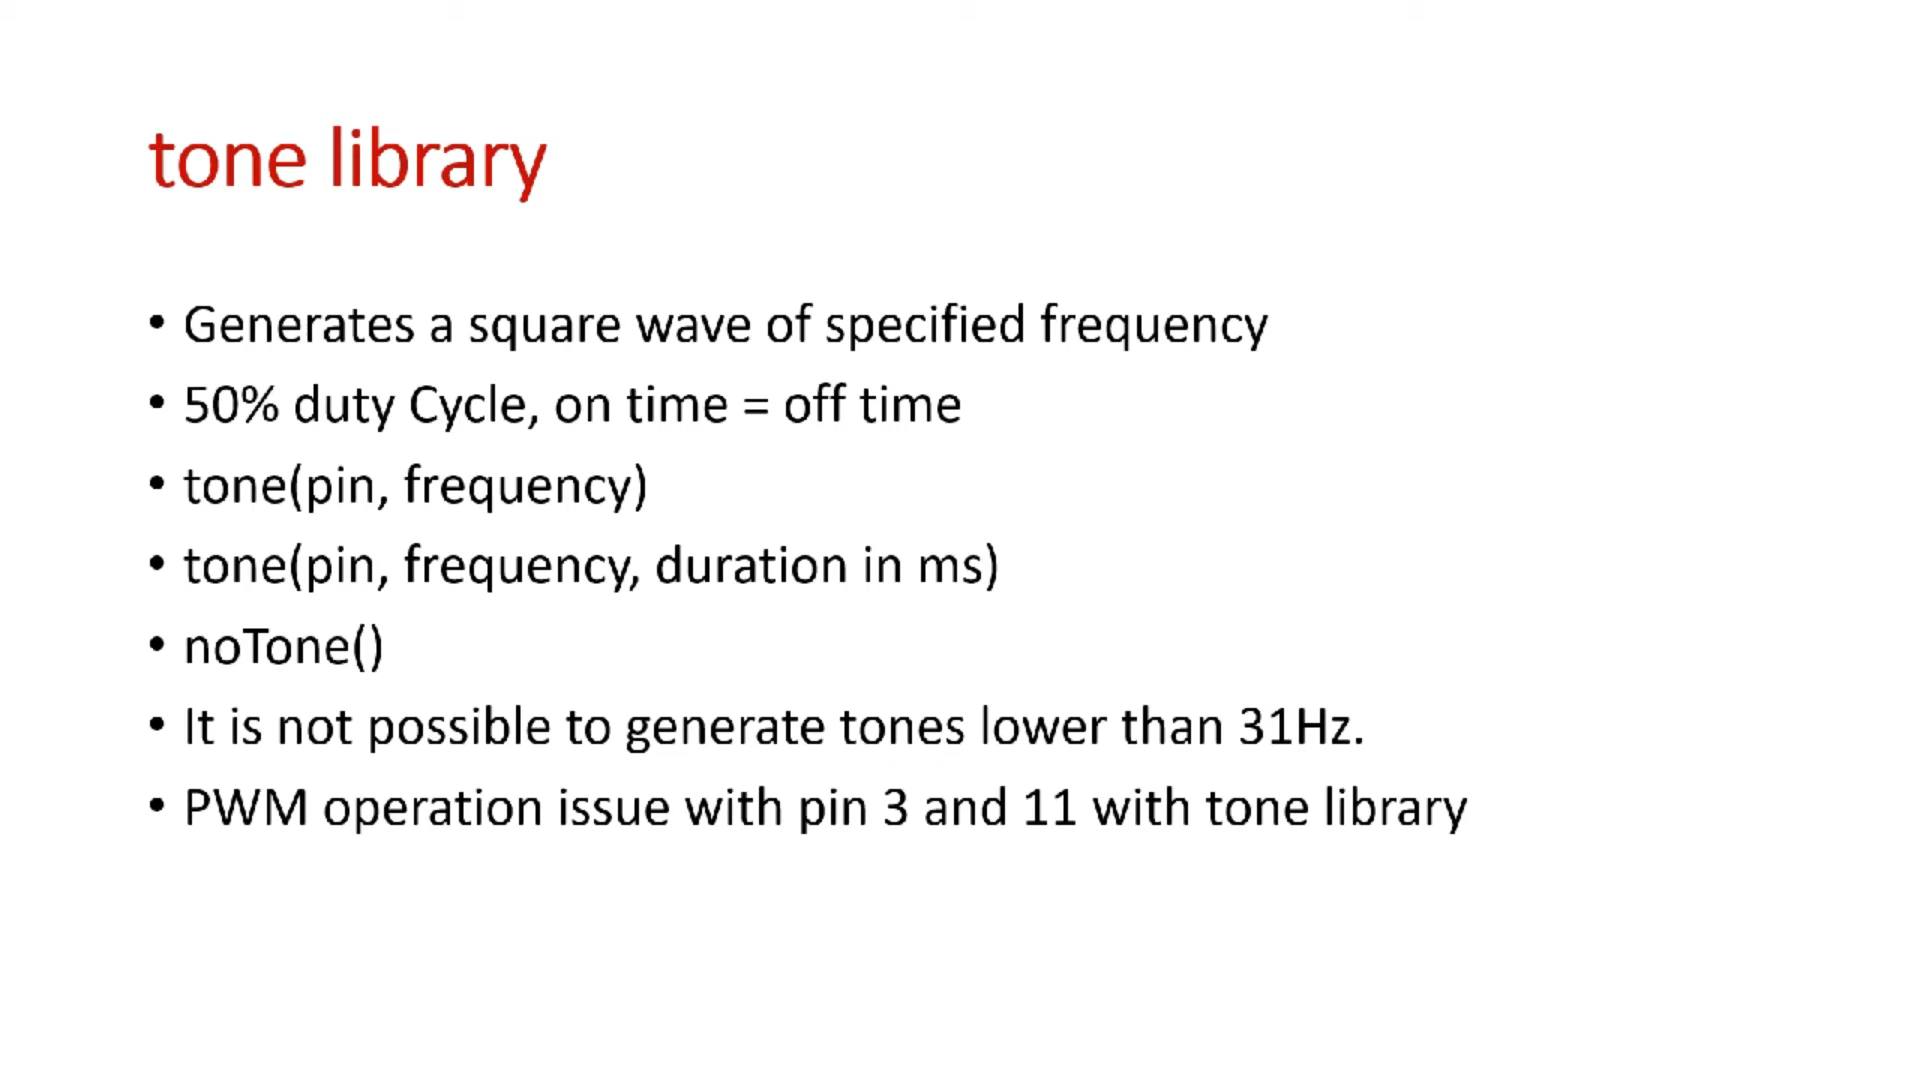 tone library
• Generates a square wave of specified frequency
• 50% duty Cycle, on time = off time
• tone(pin, frequency)
• tone(pin, frequency, duration in ms)
• noTone()
• It is not possible to generate tones lower than 31Hz.
• PWM operation issue with pin 3 and 11 with tone library